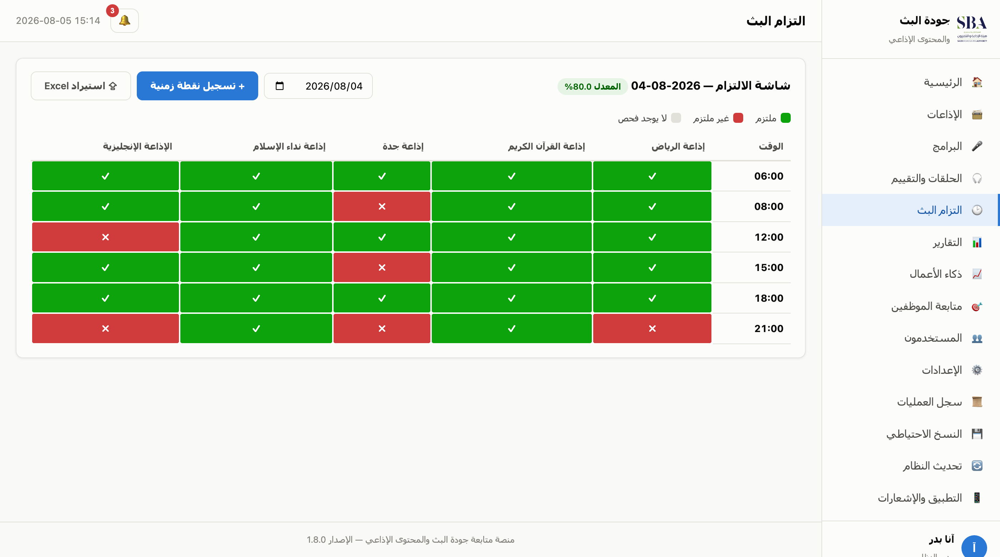 SBA
هيئة الإذاعة والتلفزيون
SAUDI BROADCASTING AUTHORITY
جودة البث
والمحتوى الإذاعي
الرئيسية
الإذاعات
البرامج
الحلقات والتقييم
التزام البث
التقارير
ذكاء الأعمال
متابعة الموظفين
المستخدمون
الإعدادات
سجل العمليات
النسخ الاحتياطي
تحديث النظام
التطبيق والإشعارات
آ
آنا بدر
التزام البث
3
2026-08-05 15:14
شاشة الالتزام — 2026-08-04 المعدل 80.0%
2026/08/04
+ تسجيل نقطة زمنية
⇪ استيراد Excel
ملتزم غير ملتزم لا يوجد فحص
الوقت إذاعة الرياض إذاعة القرآن الكريم إذاعة جدة إذاعة نداء الإسلام الإذاعة الإنجليزية
06:00 ✓ ✓ ✓ ✓ ✓
08:00 ✓ ✓ ✕ ✓ ✓
12:00 ✓ ✓ ✓ ✓ ✕
15:00 ✓ ✓ ✕ ✓ ✓
18:00 ✓ ✓ ✓ ✓ ✓
21:00 ✕ ✓ ✕ ✓ ✕
منصة متابعة جودة البث والمحتوى الإذاعي — الإصدار 1.8.0